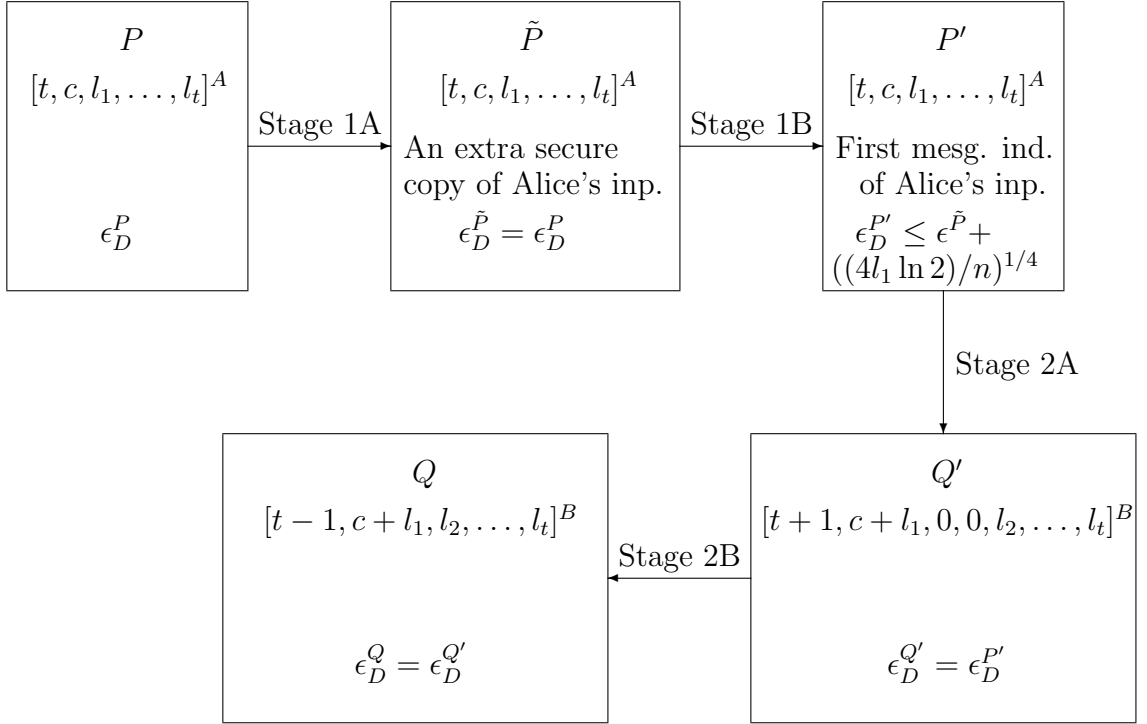 P
[t, c, l_1, …, l_t]^A
ϵ_D^P
Stage 1A
P̃
[t, c, l_1, …, l_t]^A
An extra secure
copy of Alice's inp.
ϵ_D^{P̃} = ϵ_D^P
Stage 1B
P′
[t, c, l_1, …, l_t]^A
First mesg. ind.
of Alice's inp.
ϵ_D^{P′} ≤ ϵ^{P̃}+
((4l_1 ln 2)/n)^{1/4}
Stage 2A
Q′
[t + 1, c + l_1, 0, 0, l_2, …, l_t]^B
ϵ_D^{Q′} = ϵ_D^{P′}
Stage 2B
Q
[t − 1, c + l_1, l_2, …, l_t]^B
ϵ_D^Q = ϵ_D^{Q′}